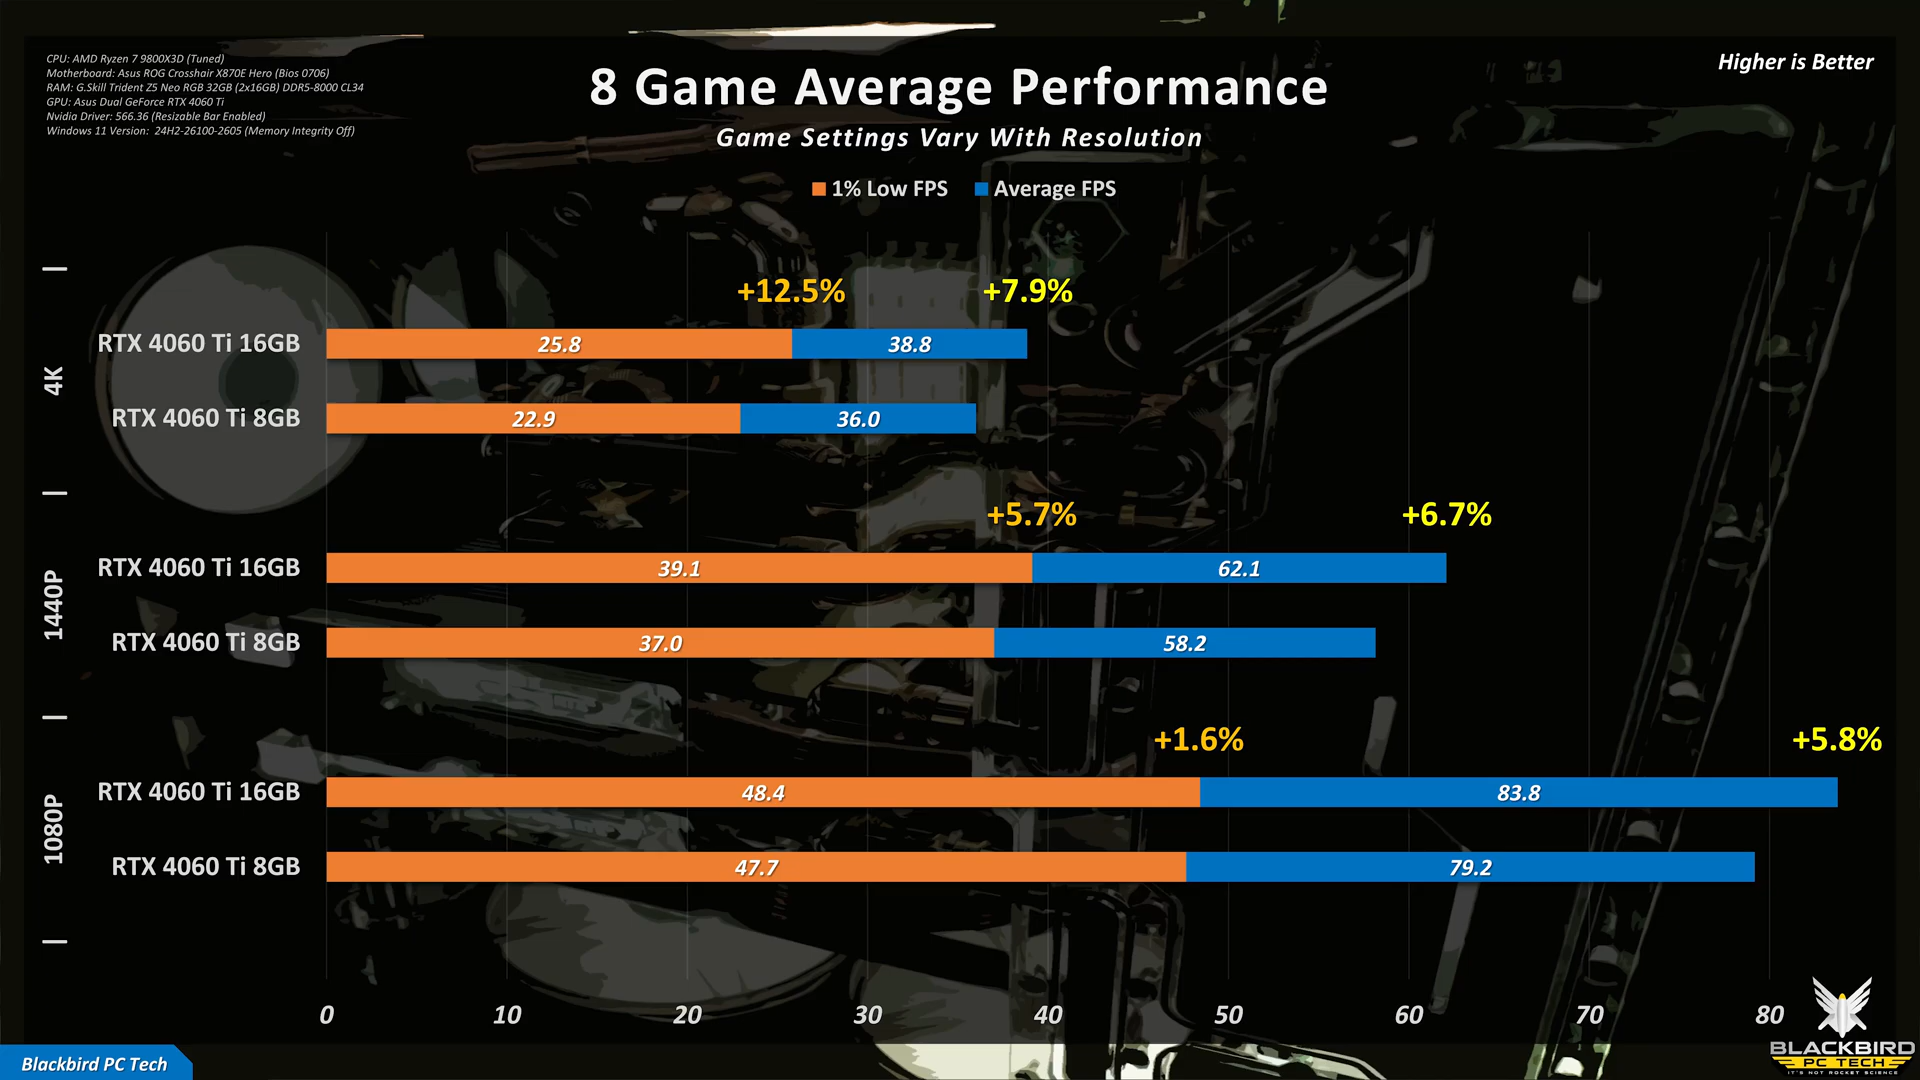 CPU: AMD Ryzen 7 9800X3D (Tuned)
Motherboard: Asus ROG Crosshair X870E Hero (Bios 0706)
RAM: G.Skill Trident Z5 Neo RGB 32GB (2x16GB) DDR5-8000 CL34
GPU: Asus Dual GeForce RTX 4060 Ti
Nvidia Driver: 566.36 (Resizable Bar Enabled)
Windows 11 Version: 24H2-26100-2605 (Memory Integrity Off)
8 Game Average Performance
Game Settings Vary With Resolution
Higher is Better
1% Low FPS Average FPS
4K
+12.5% +7.9%
RTX 4060 Ti 16GB 25.8 38.8
RTX 4060 Ti 8GB 22.9 36.0
1440P
+5.7% +6.7%
RTX 4060 Ti 16GB 39.1 62.1
RTX 4060 Ti 8GB 37.0 58.2
1080P
+1.6% +5.8%
RTX 4060 Ti 16GB 48.4 83.8
RTX 4060 Ti 8GB 47.7 79.2
0 10 20 30 40 50 60 70 80
Blackbird PC Tech
BLACKBIRD
PC TECH
IT'S NOT ROCKET SCIENCE